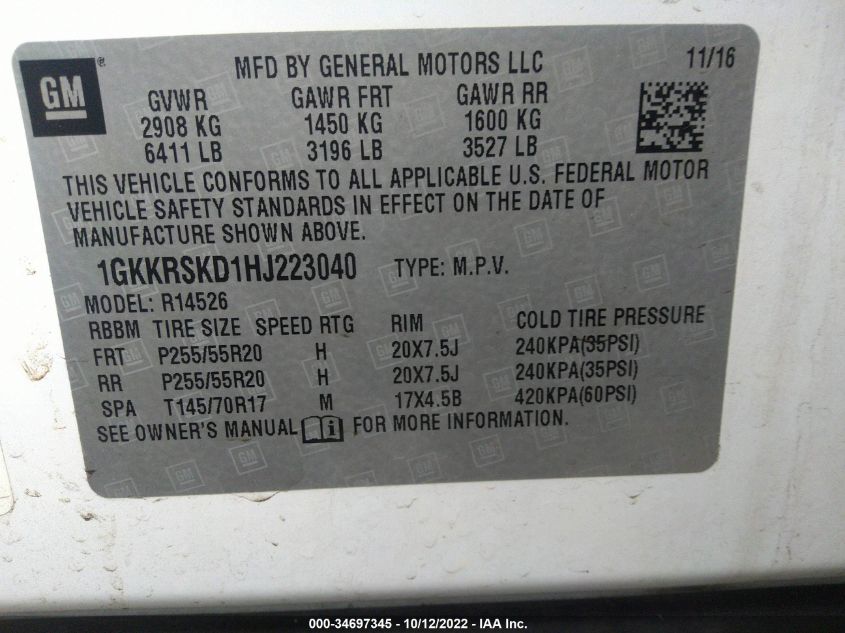 GM ®
MFD BY GENERAL MOTORS LLC 11/16
GVWR GAWR FRT GAWR RR
2908 KG 1450 KG 1600 KG
6411 LB 3196 LB 3527 LB
THIS VEHICLE CONFORMS TO ALL APPLICABLE U.S. FEDERAL MOTOR
VEHICLE SAFETY STANDARDS IN EFFECT ON THE DATE OF
MANUFACTURE SHOWN ABOVE.
1GKKRSKD1HJ223040 TYPE: M.P.V.
MODEL: R14526
RBBM TIRE SIZE SPEED RTG RIM COLD TIRE PRESSURE
FRT P255/55R20 H 20X7.5J 240KPA(35PSI)
RR P255/55R20 H 20X7.5J 240KPA(35PSI)
SPA T145/70R17 M 17X4.5B 420KPA(60PSI)
SEE OWNER'S MANUAL FOR MORE INFORMATION.
000-34697345 - 10/12/2022 - IAA Inc.